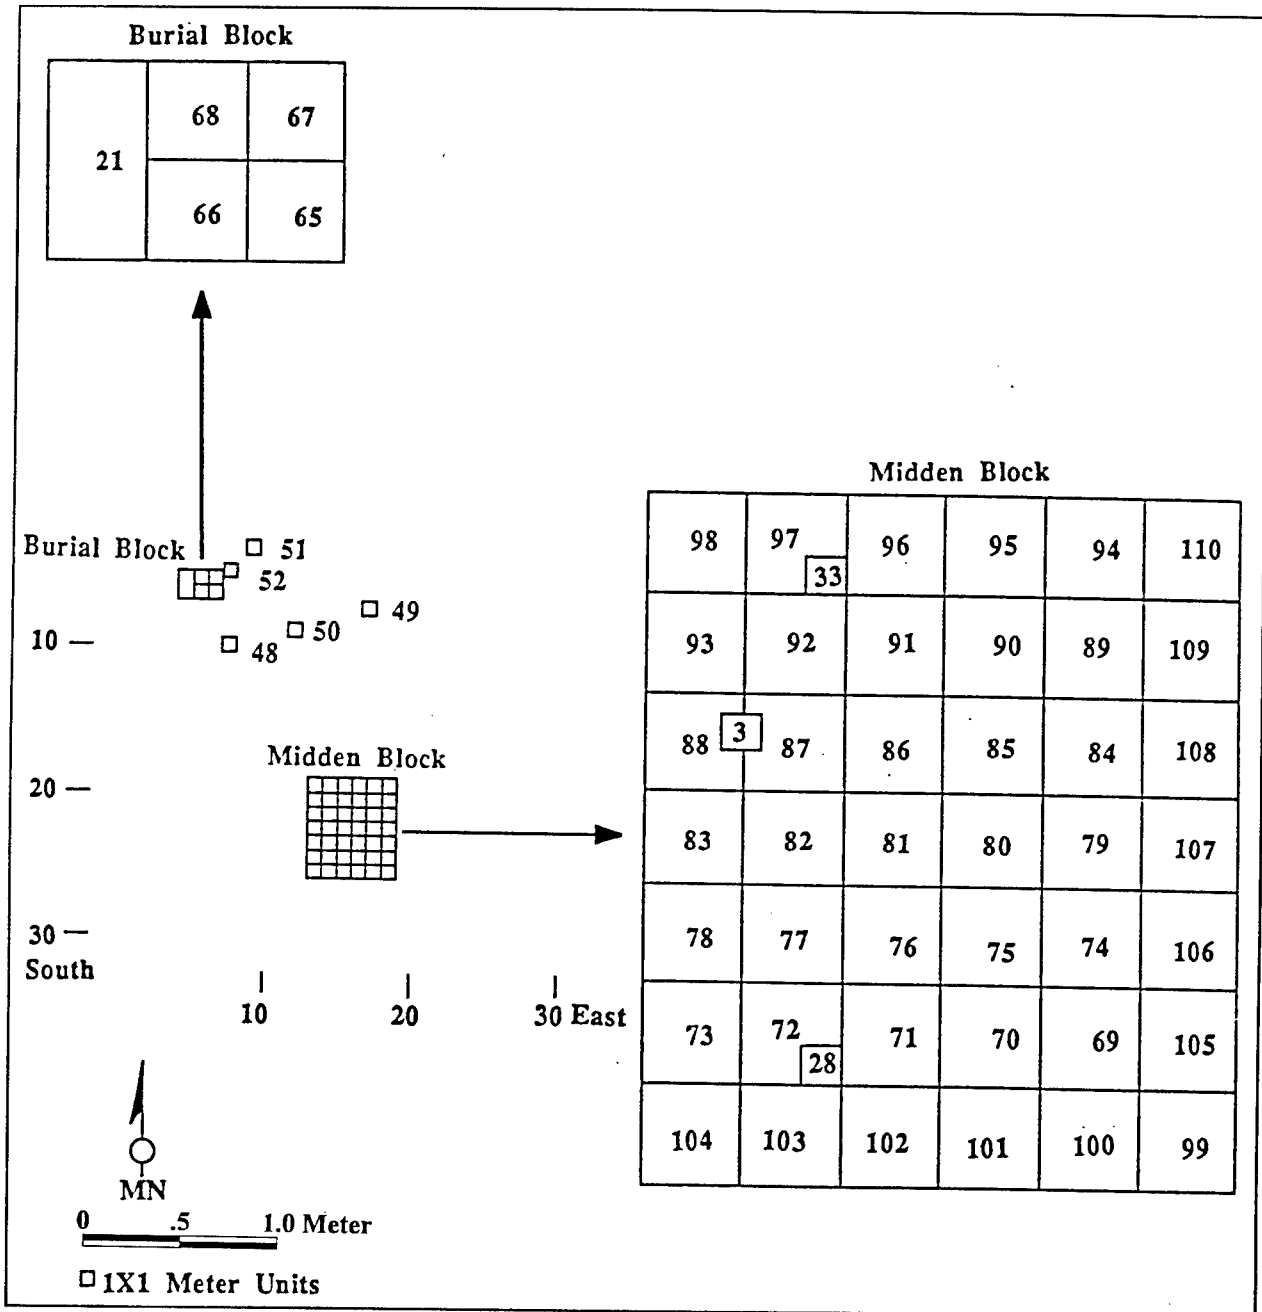 Burial Block
68 67
21
66 65
Midden Block
98 97 96 95 94 110
33
Burial Block 51
52
49
10 — 50
48
93 92 91 90 89 109
3
88 87 86 85 84 108
Midden Block
20 —
83 82 81 80 79 107
30 —
South
78 77 76 75 74 106
10 20 30 East
73 72 71 70 69 105
28
104 103 102 101 100 99
MN
0 .5 1.0 Meter
1X1 Meter Units